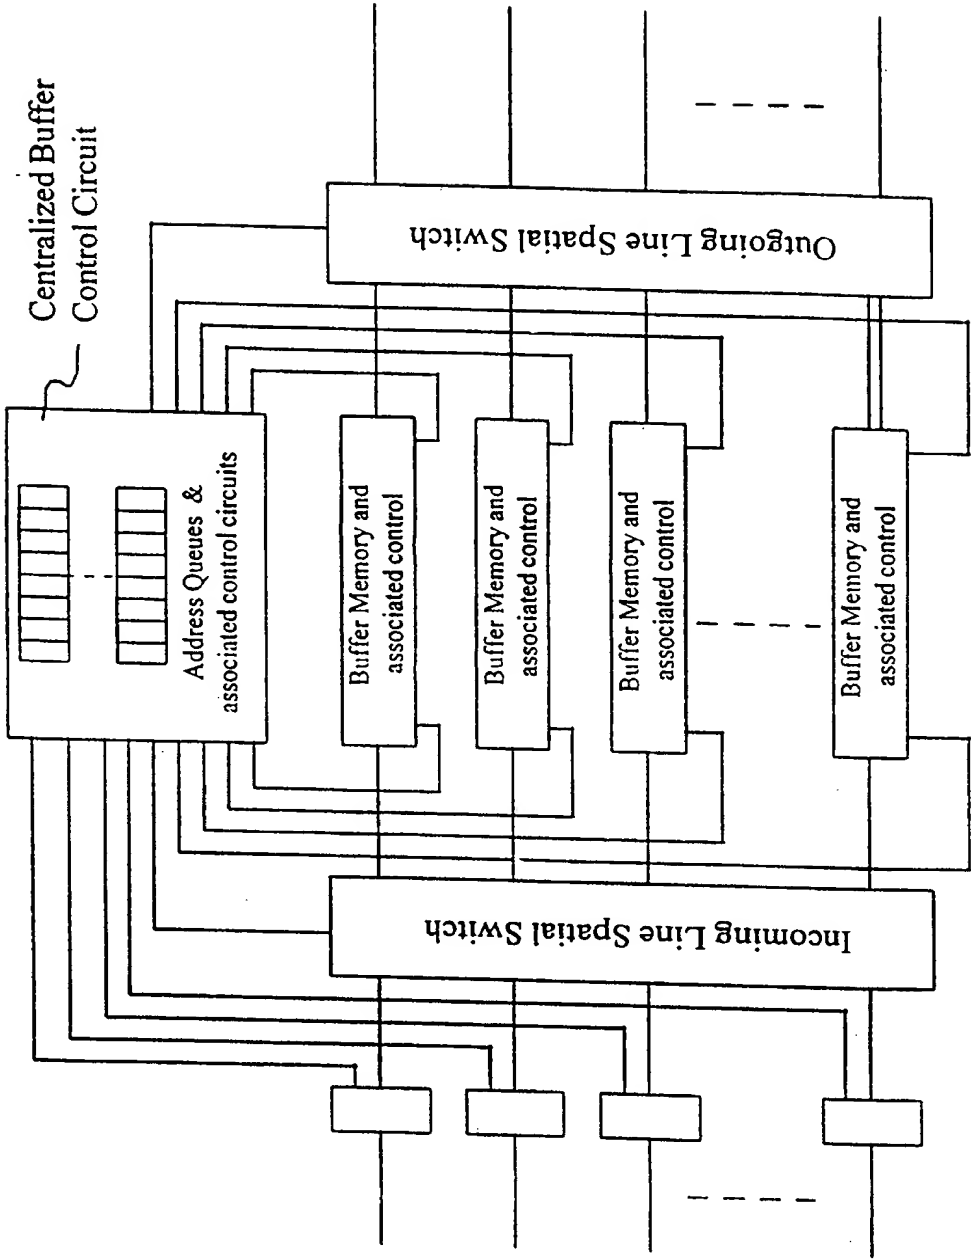 Centralized Buffer
Control Circuit
Address Queues &
associated control circuits
Buffer Memory and
associated control
Buffer Memory and
associated control
Buffer Memory and
associated control
Buffer Memory and
associated control
Incoming Line Spatial Switch
Outgoing Line Spatial Switch